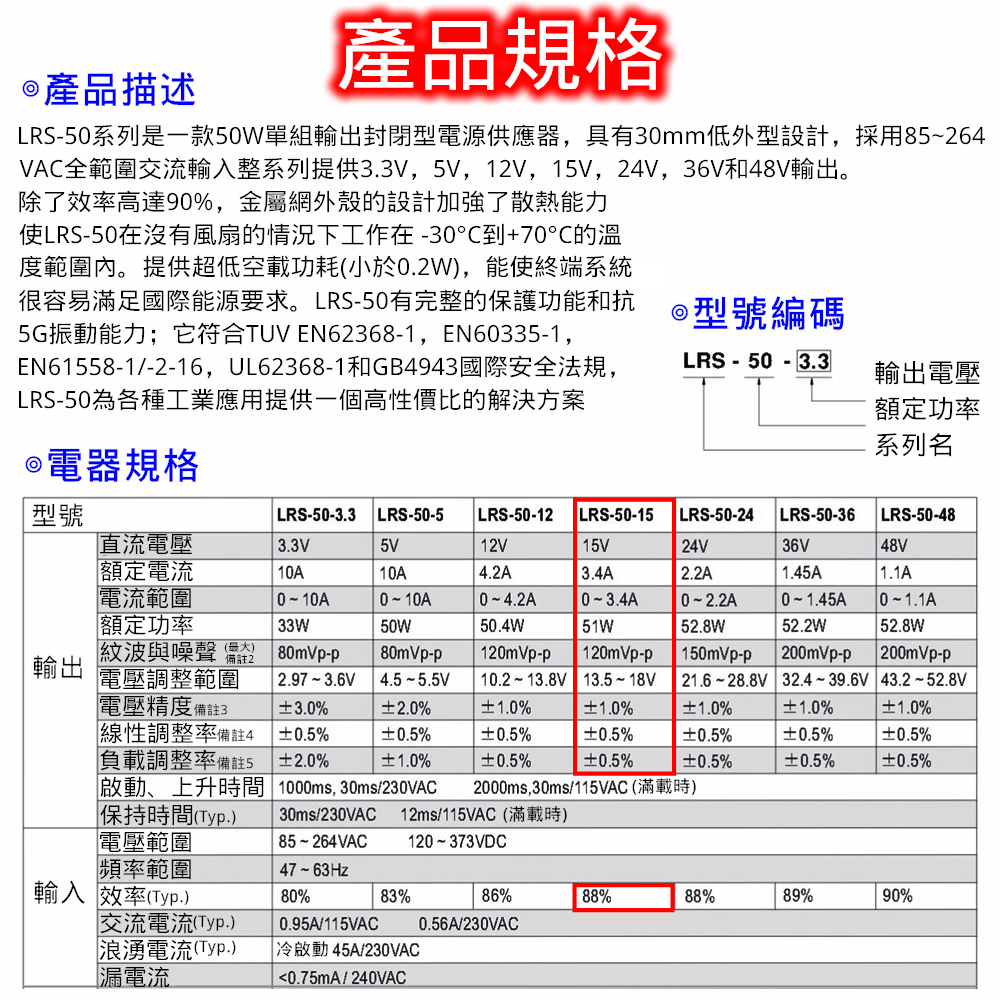 產品規格
◎產品描述
LRS-50系列是一款50W單組輸出封閉型電源供應器，具有30mm低外型設計，採用85~264
VAC全範圍交流輸入整系列提供3.3V，5V，12V，15V，24V，36V和48V輸出。
除了效率高達90%，金屬網外殼的設計加強了散熱能力
使LRS-50在沒有風扇的情況下工作在 -30°C到+70°C的溫
度範圍內。提供超低空載功耗(小於0.2W)，能使終端系統
很容易滿足國際能源要求。LRS-50有完整的保護功能和抗
5G振動能力；它符合TUV EN62368-1，EN60335-1，
EN61558-1/-2-16，UL62368-1和GB4943國際安全法規，
LRS-50為各種工業應用提供一個高性價比的解決方案
◎型號編碼
LRS - 50 - 3.3
輸出電壓
額定功率
系列名
◎電器規格
型號 LRS-50-3.3 LRS-50-5 LRS-50-12 LRS-50-15 LRS-50-24 LRS-50-36 LRS-50-48
輸出
直流電壓 3.3V 5V 12V 15V 24V 36V 48V
額定電流 10A 10A 4.2A 3.4A 2.2A 1.45A 1.1A
電流範圍 0~10A 0~10A 0~4.2A 0~3.4A 0~2.2A 0~1.45A 0~1.1A
額定功率 33W 50W 50.4W 51W 52.8W 52.2W 52.8W
紋波與噪聲 (最大) 備註2 80mVp-p 80mVp-p 120mVp-p 120mVp-p 150mVp-p 200mVp-p 200mVp-p
電壓調整範圍 2.97~3.6V 4.5~5.5V 10.2~13.8V 13.5~18V 21.6~28.8V 32.4~39.6V 43.2~52.8V
電壓精度備註3 ±3.0% ±2.0% ±1.0% ±1.0% ±1.0% ±1.0% ±1.0%
線性調整率備註4 ±0.5% ±0.5% ±0.5% ±0.5% ±0.5% ±0.5% ±0.5%
負載調整率備註5 ±2.0% ±1.0% ±0.5% ±0.5% ±0.5% ±0.5% ±0.5%
啟動、上升時間 1000ms, 30ms/230VAC 2000ms,30ms/115VAC (滿載時)
保持時間(Typ.) 30ms/230VAC 12ms/115VAC (滿載時)
輸入
電壓範圍 85~264VAC 120~373VDC
頻率範圍 47~63Hz
效率(Typ.) 80% 83% 86% 88% 88% 89% 90%
交流電流(Typ.) 0.95A/115VAC 0.56A/230VAC
浪湧電流(Typ.) 冷啟動 45A/230VAC
漏電流 <0.75mA / 240VAC